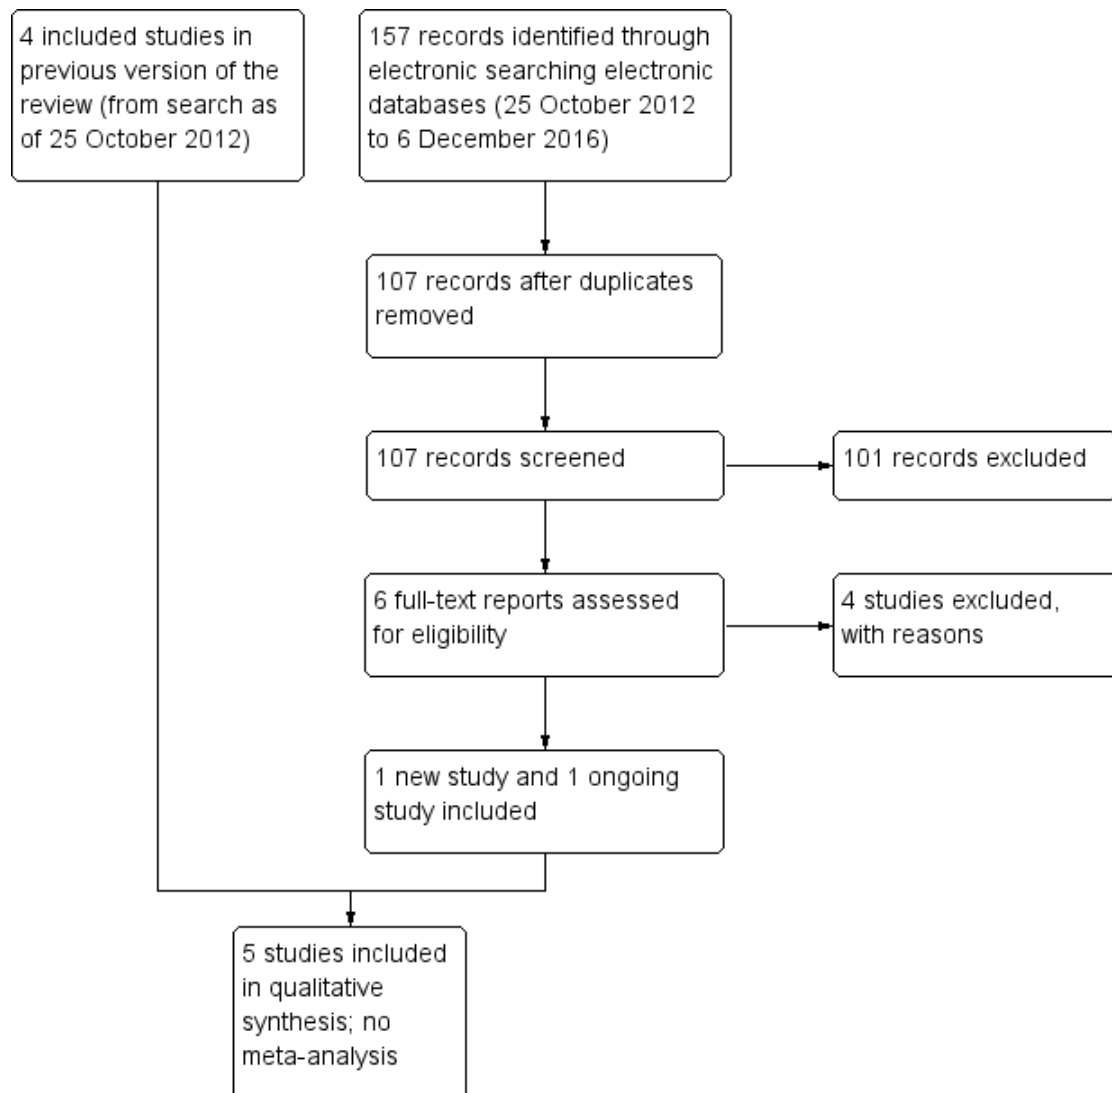 4 included studies in
previous version of the
review (from search as
of 25 October 2012)
157 records identified through
electronic searching electronic
databases (25 October 2012
to 6 December 2016)
107 records after duplicates
removed
107 records screened
101 records excluded
6 full-text reports assessed
for eligibility
4 studies excluded,
with reasons
1 new study and 1 ongoing
study included
5 studies included
in qualitative
synthesis; no
meta-analysis